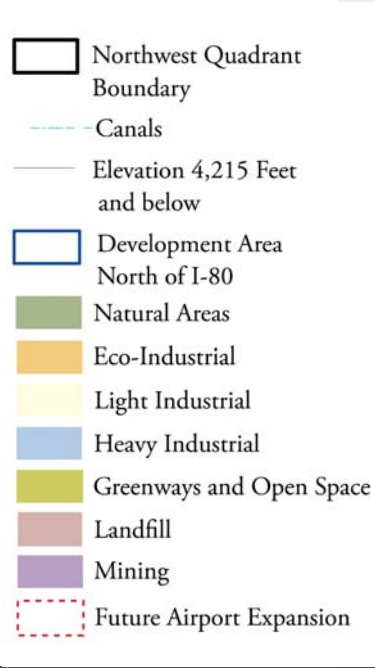 Northwest Quadrant
Boundary
Canals
Elevation 4,215 Feet
and below
Development Area
North of I-80
Natural Areas
Eco-Industrial
Light Industrial
Heavy Industrial
Greenways and Open Space
Landfill
Mining
Future Airport Expansion